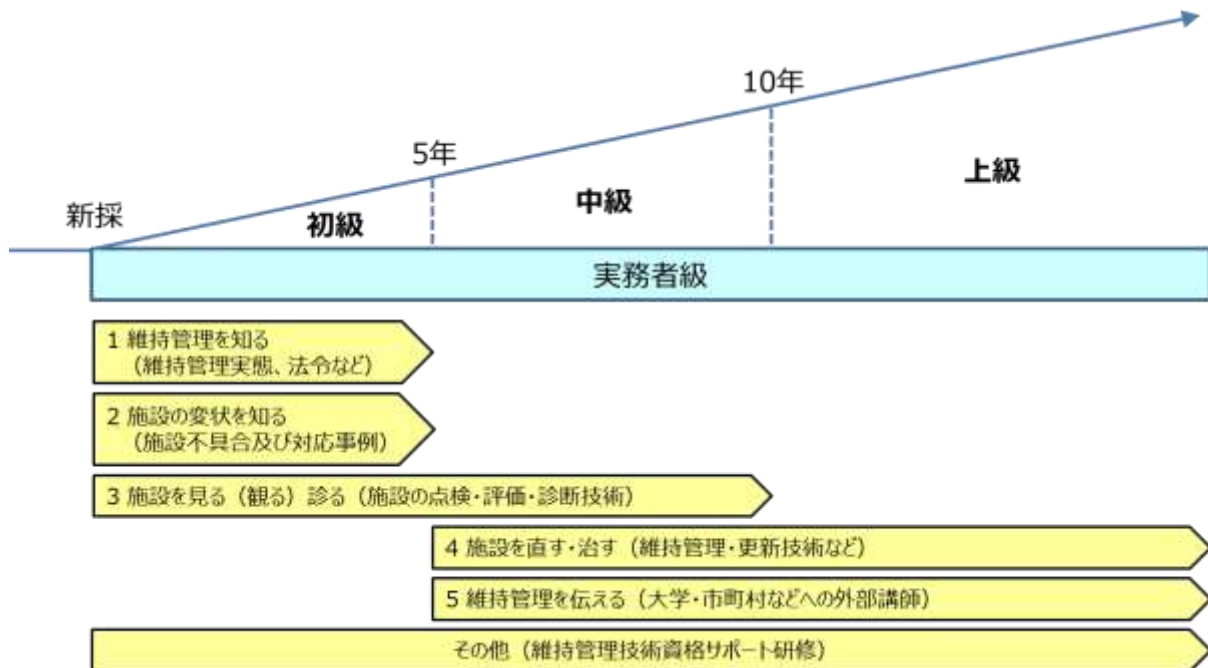 10年
5年
上級
中級
新採
初級
実務者級
1 維持管理を知る
（維持管理実態、法令など）
2 施設の変状を知る
（施設不具合及び対応事例）
3 施設を見る（観る）診る（施設の点検・評価・診断技術）
4 施設を直す・治す（維持管理・更新技術など）
5 維持管理を伝える（大学・市町村などへの外部講師）
その他（維持管理技術資格サポート研修）